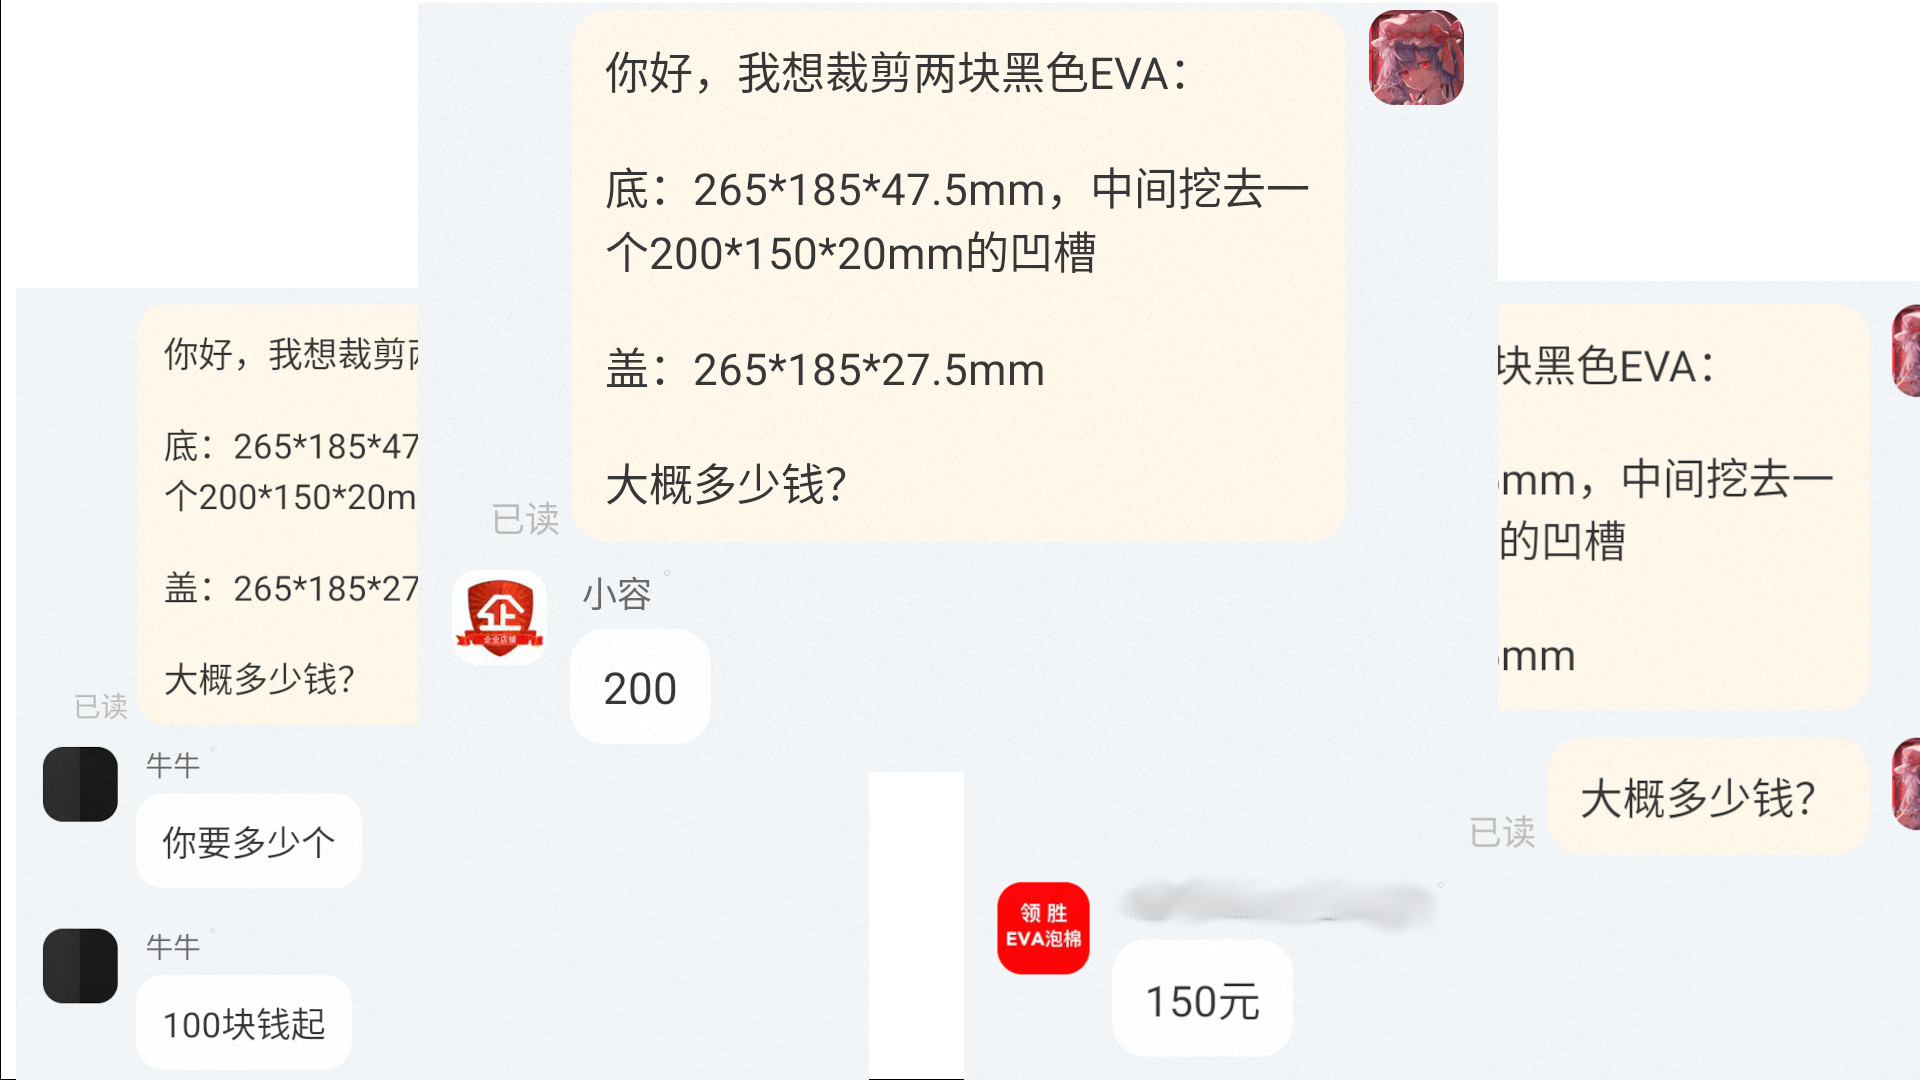 你好，我想裁剪两块黑色EVA：
底：265*185*47.5mm，中间挖去一
个200*150*20mm的凹槽
盖：265*185*27.5mm
大概多少钱？
已读
企
企业店铺
小容
200
你好，我想裁剪
底：265*185*47
个200*150*20m
盖：265*185*27
大概多少钱？
已读
牛牛
你要多少个
牛牛
100块钱起
块黑色EVA：
mm，中间挖去一
的凹槽
mm
大概多少钱？
已读
领胜
EVA泡棉
150元